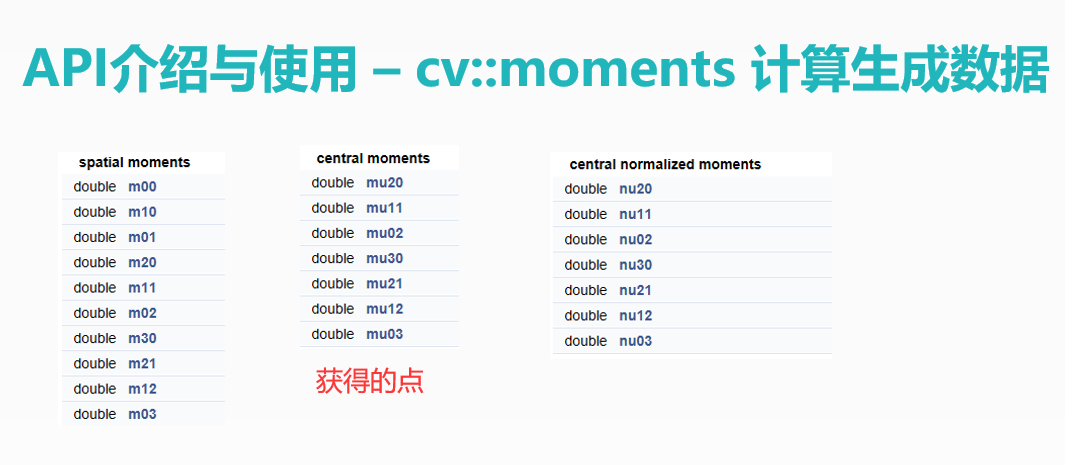 API介绍与使用 – cv::moments 计算生成数据
spatial moments
double m00
double m10
double m01
double m20
double m11
double m02
double m30
double m21
double m12
double m03
central moments
double mu20
double mu11
double mu02
double mu30
double mu21
double mu12
double mu03
获得的点
central normalized moments
double nu20
double nu11
double nu02
double nu30
double nu21
double nu12
double nu03